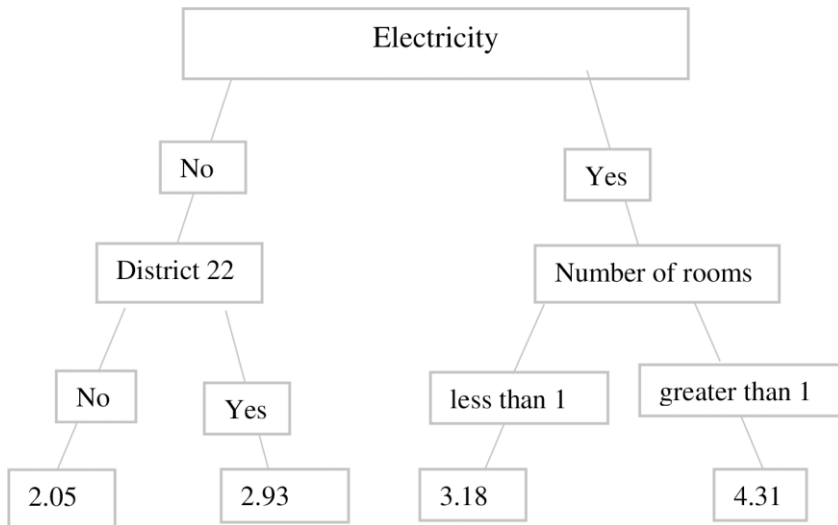 Electricity
No
Yes
District 22
Number of rooms
No
Yes
less than 1
greater than 1
2.05
2.93
3.18
4.31